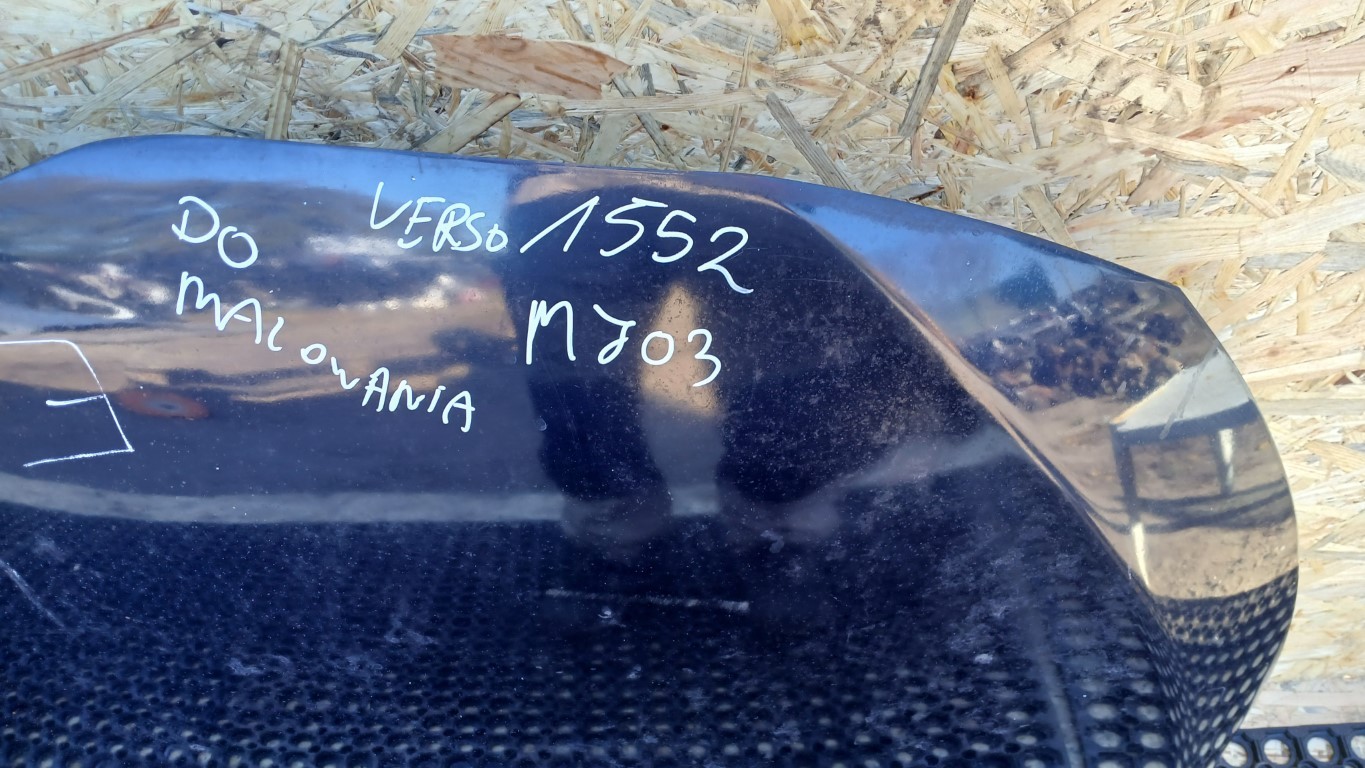 DO
MALOWANIA
VERSO 1552
MJ03